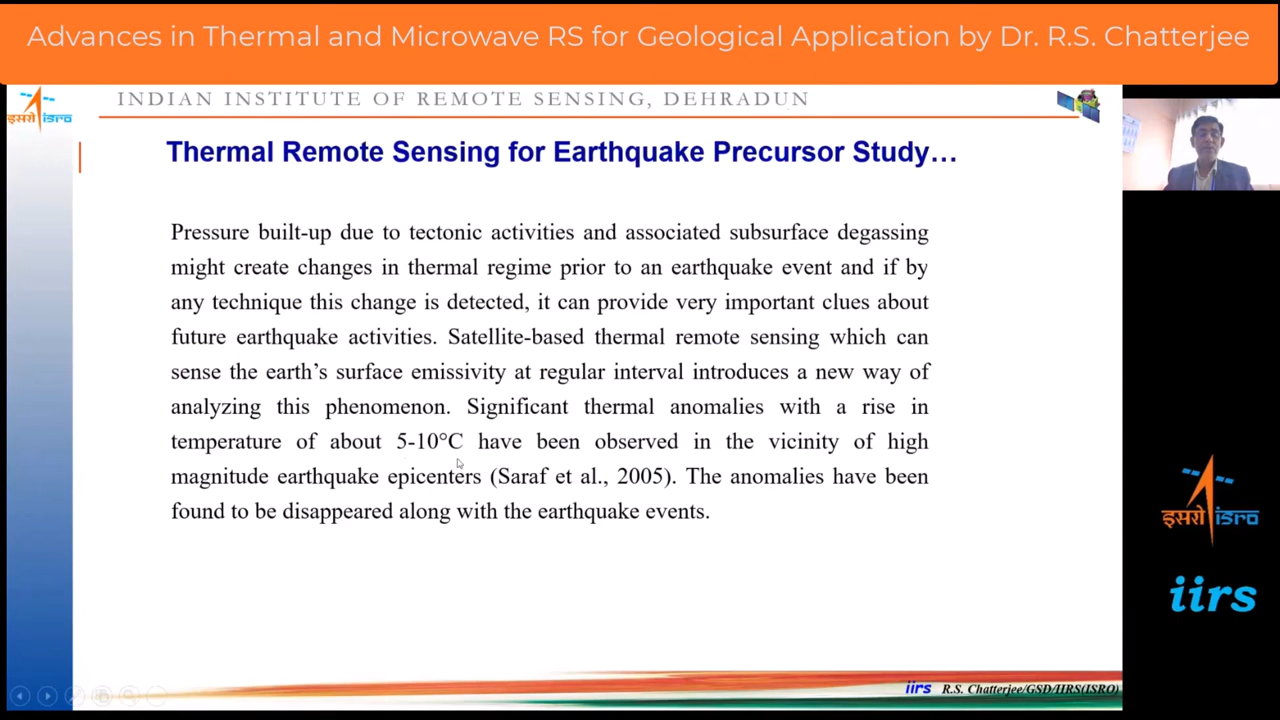 Advances in Thermal and Microwave RS for Geological Application by Dr. R.S. Chatterjee
इसरो isro
INDIAN INSTITUTE OF REMOTE SENSING, DEHRADUN
Thermal Remote Sensing for Earthquake Precursor Study…
Pressure built-up due to tectonic activities and associated subsurface degassing
might create changes in thermal regime prior to an earthquake event and if by
any technique this change is detected, it can provide very important clues about
future earthquake activities. Satellite-based thermal remote sensing which can
sense the earth’s surface emissivity at regular interval introduces a new way of
analyzing this phenomenon. Significant thermal anomalies with a rise in
temperature of about 5-10°C have been observed in the vicinity of high
magnitude earthquake epicenters (Saraf et al., 2005). The anomalies have been
found to be disappeared along with the earthquake events.
इसरो isro
iirs
iirs R.S. Chatterjee/GSD/IIRS(ISRO)